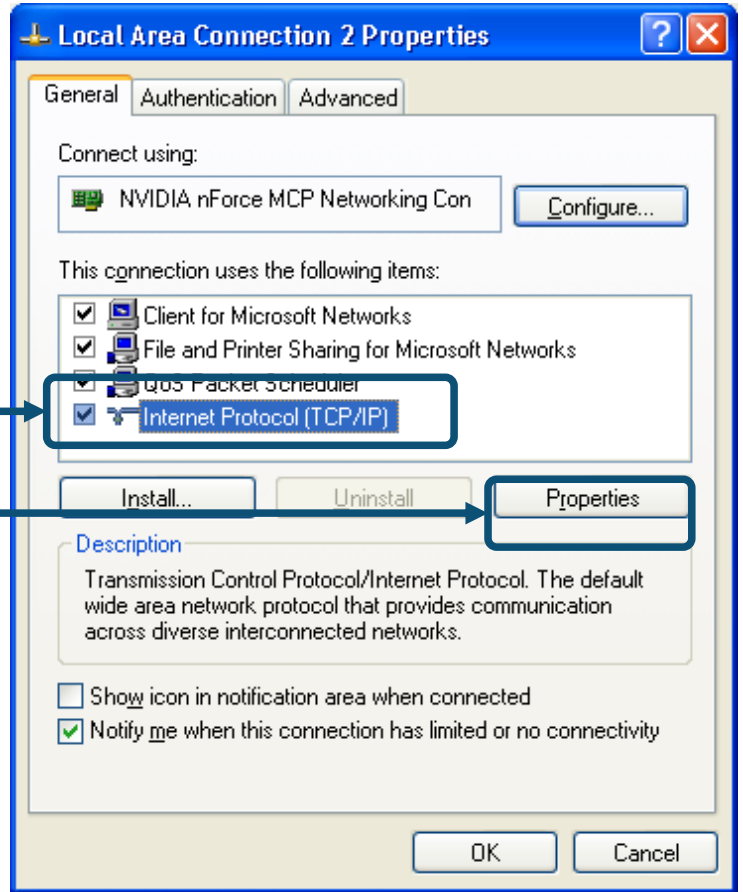 Local Area Connection 2 Properties
General Authentication Advanced
Connect using:
NVIDIA nForce MCP Networking Con Configure...
This connection uses the following items:
Client for Microsoft Networks
File and Printer Sharing for Microsoft Networks
QoS Packet Scheduler
Internet Protocol (TCP/IP)
Install... Uninstall Properties
Description
Transmission Control Protocol/Internet Protocol. The default
wide area network protocol that provides communication
across diverse interconnected networks.
Show icon in notification area when connected
Notify me when this connection has limited or no connectivity
OK Cancel